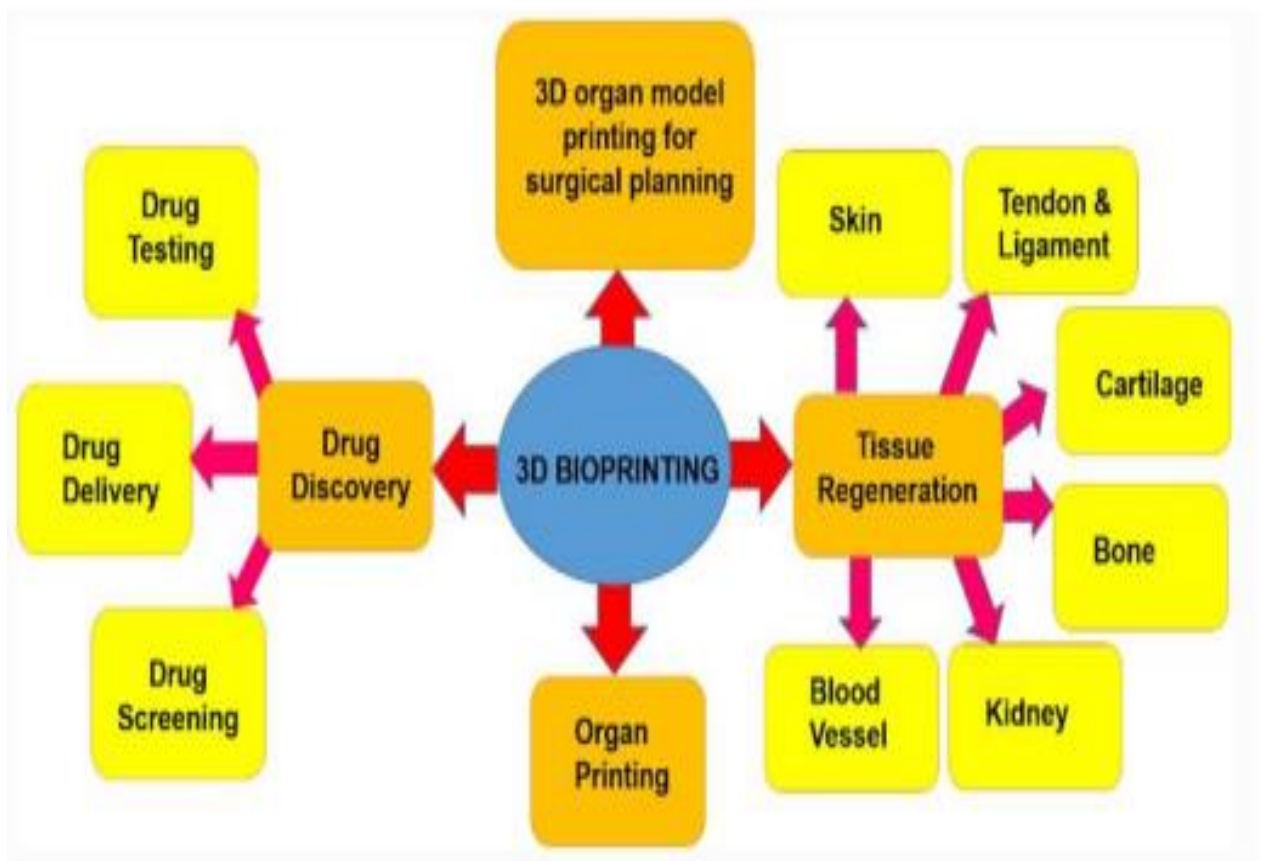 3D organ model
printing for
surgical planning
Drug
Testing
Skin
Tendon &
Ligament
Cartilage
Drug
Delivery
Drug
Discovery
3D BIOPRINTING
Tissue
Regeneration
Bone
Drug
Screening
Organ
Printing
Blood
Vessel
Kidney